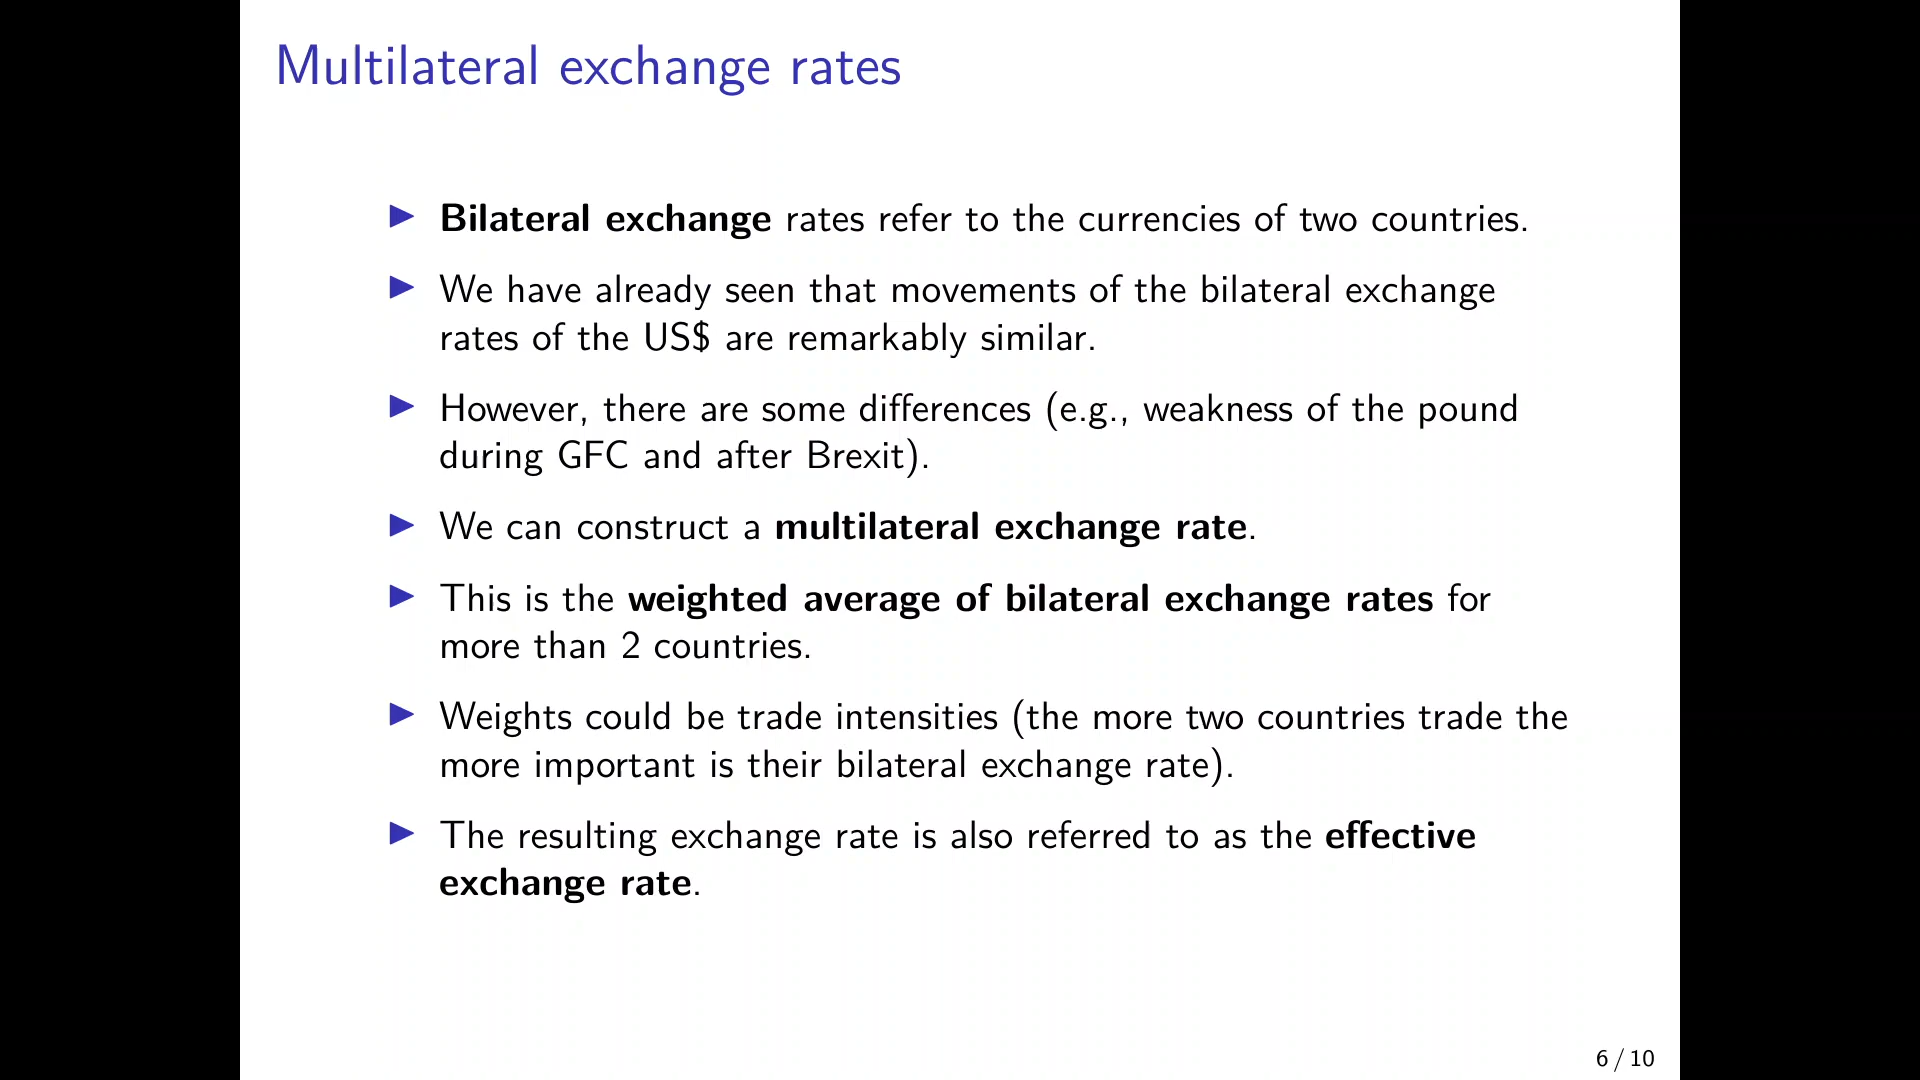 Multilateral exchange rates
▶ Bilateral exchange rates refer to the currencies of two countries.
▶ We have already seen that movements of the bilateral exchange
rates of the US$ are remarkably similar.
▶ However, there are some differences (e.g., weakness of the pound
during GFC and after Brexit).
▶ We can construct a multilateral exchange rate.
▶ This is the weighted average of bilateral exchange rates for
more than 2 countries.
▶ Weights could be trade intensities (the more two countries trade the
more important is their bilateral exchange rate).
▶ The resulting exchange rate is also referred to as the effective
exchange rate.
6 / 10